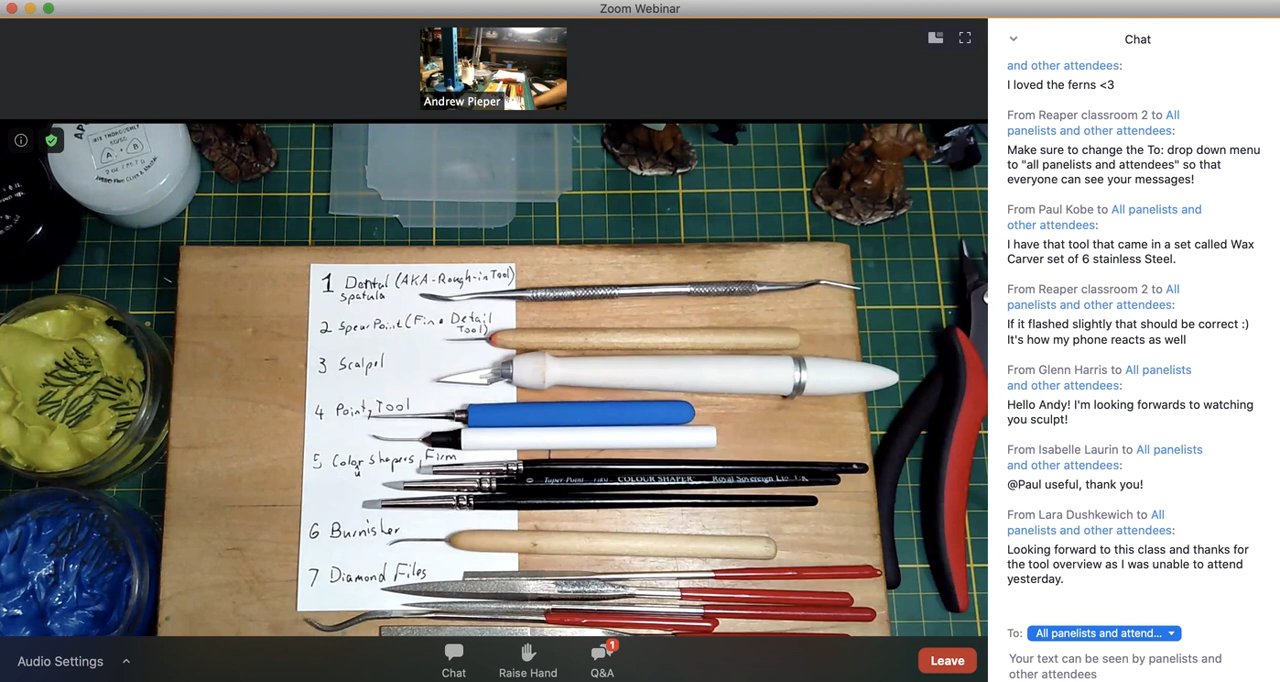 Zoom Webinar
Andrew Pieper
MIX THOROUGHLY
A B
1 Dental (AKA-Rough-in Tool)
spatula
2 SpearPoint (Fine Detail
Tool)
3 Scalpel
4 Pointy Tool
5 Color Shapers, Firm
Taper Point
COLOUR SHAPER
Royal Sovereign Ltd. UK
6 Burnisher
7 Diamond Files
Audio Settings
Chat
Raise Hand
1
Q&A
Leave
Chat
and other attendees:
I loved the ferns <3
From Reaper classroom 2 to All
panelists and other attendees:
Make sure to change the To: drop down menu
to "all panelists and attendees" so that
everyone can see your messages!
From Paul Kobe to All panelists and
other attendees:
I have that tool that came in a set called Wax
Carver set of 6 stainless Steel.
From Reaper classroom 2 to All
panelists and other attendees:
If it flashed slightly that should be correct :)
It's how my phone reacts as well
From Glenn Harris to All panelists
and other attendees:
Hello Andy! I'm looking forwards to watching
you sculpt!
From Isabelle Laurin to All panelists
and other attendees:
@Paul useful, thank you!
From Lara Dushkewich to All
panelists and other attendees:
Looking forward to this class and thanks for
the tool overview as I was unable to attend
yesterday.
To: All panelists and attend...
Your text can be seen by panelists and
other attendees